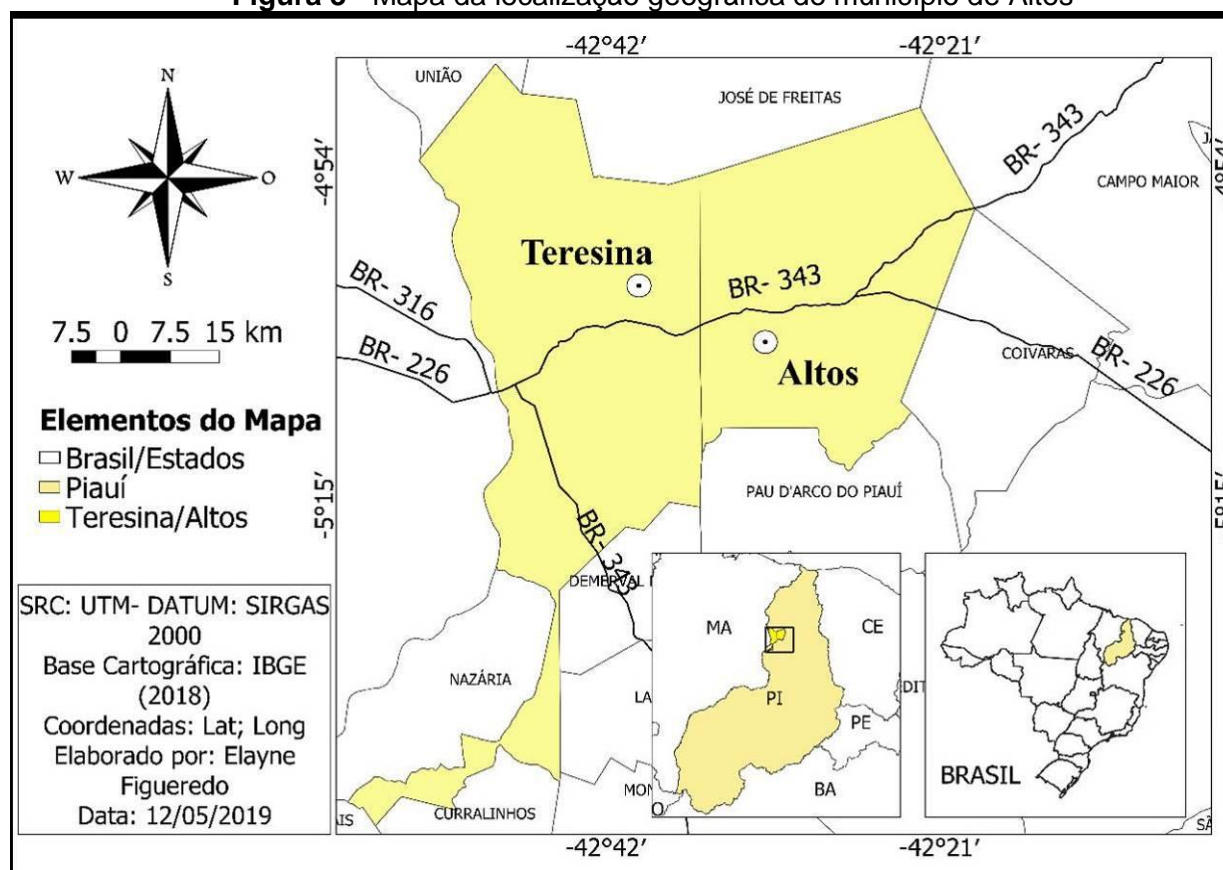 Mapa da localização geográfica do município de Altos
-42°42'
-42°21'
N
W
O
S
7.5 0 7.5 15 km
Elementos do Mapa
Brasil/Estados
Piauí
Teresina/Altos
SRC: UTM- DATUM: SIRGAS
2000
Base Cartográfica: IBGE
(2018)
Coordenadas: Lat; Long
Elaborado por: Elayne
Figueredo
Data: 12/05/2019
-4°54'
-5°15'
UNIÃO
JOSÉ DE FREITAS
BR- 343
CAMPO MAIOR
Teresina
BR- 343
BR- 316
BR- 226
Altos
COIVARAS
BR- 226
PAU D'ARCO DO PIAUÍ
BR- 343
DEMERVAL
NAZÁRIA
CURRALINHOS
MA
CE
PI
PE
BA
BRASIL
-42°42'
-42°21'